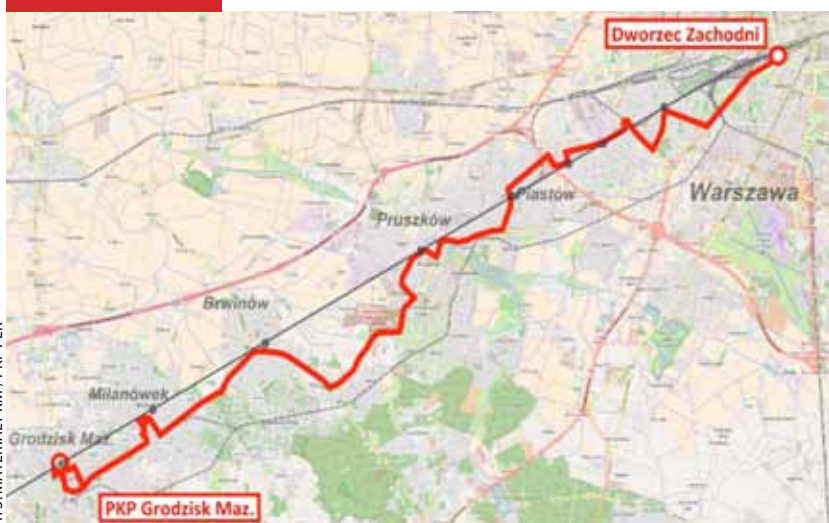 Dworzec Zachodni
Warszawa
Piastów
Pruszków
Brwinów
Milanówek
Grodzisk Maz.
PKP Grodzisk Maz.